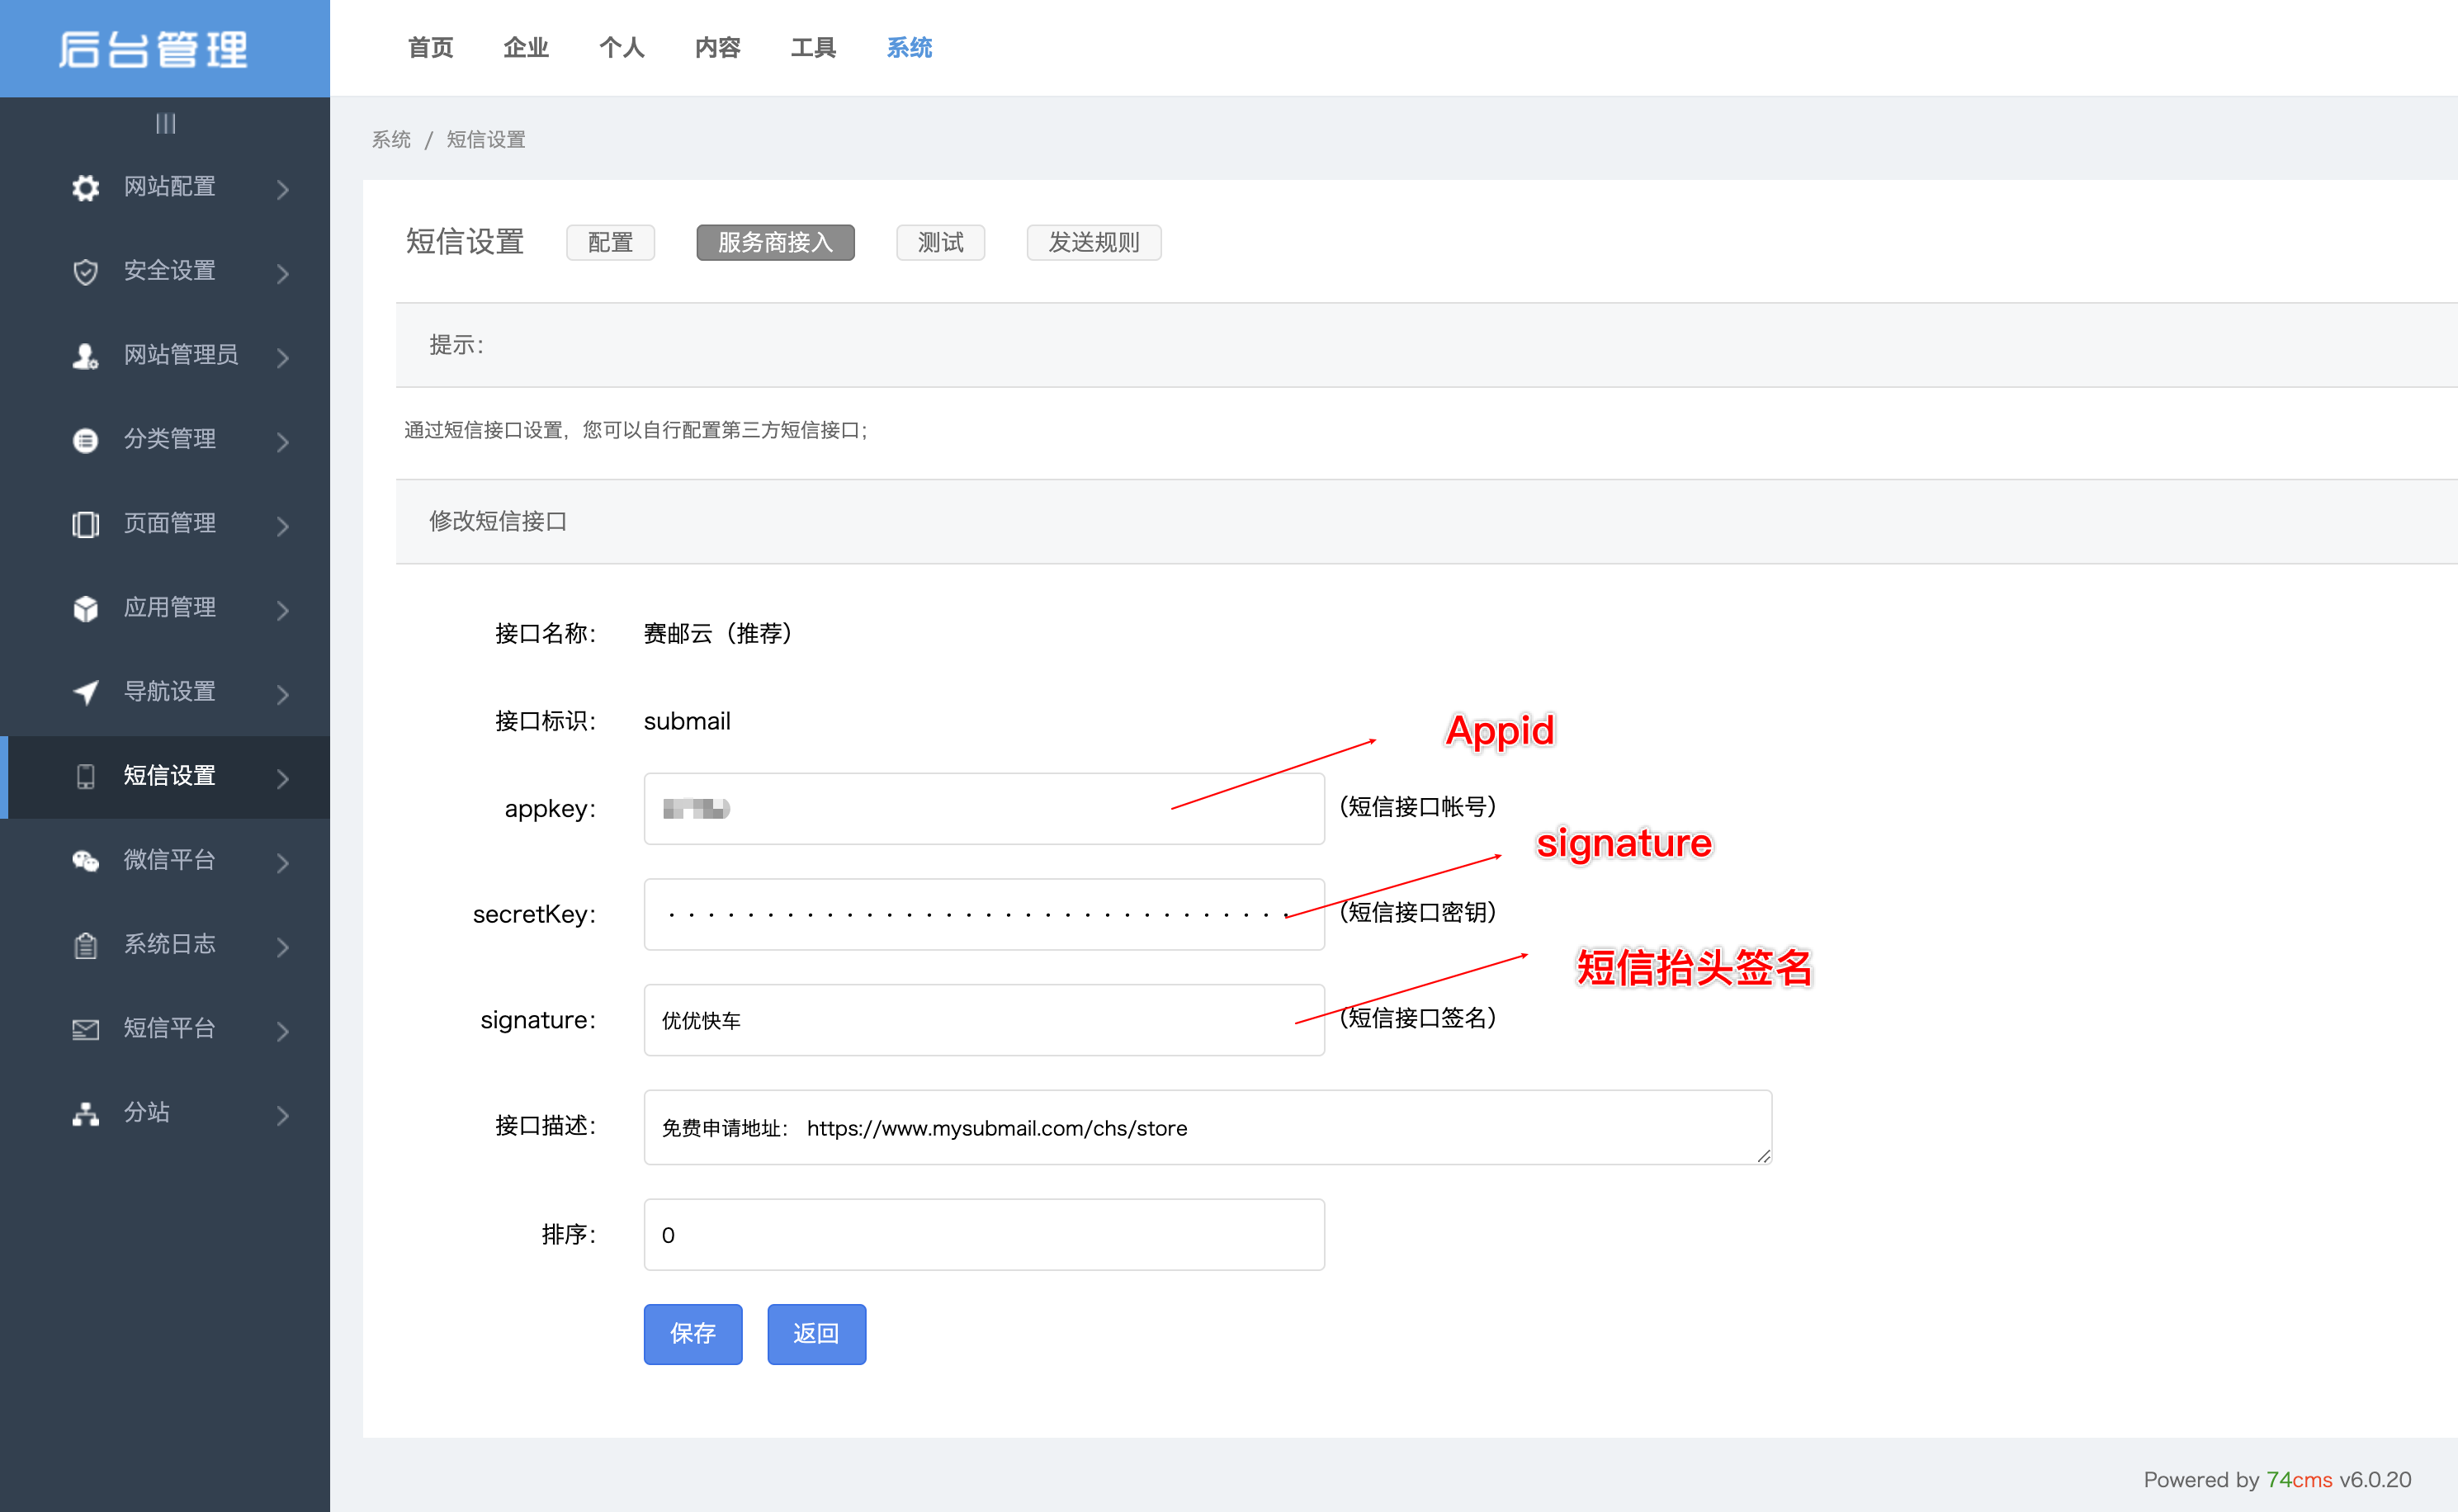 后台管理
首页 企业 个人 内容 工具 系统
系统 / 短信设置
网站配置
安全设置
网站管理员
分类管理
页面管理
应用管理
导航设置
短信设置
微信平台
系统日志
短信平台
分站
短信设置 配置 服务商接入 测试 发送规则
提示：
通过短信接口设置，您可以自行配置第三方短信接口；
修改短信接口
接口名称： 赛邮云（推荐）
接口标识： submail
Appid
appkey： （短信接口帐号）
signature
secretKey： （短信接口密钥）
短信抬头签名
signature： 优优快车 （短信接口签名）
接口描述： 免费申请地址： https://www.mysubmail.com/chs/store
排序： 0
保存 返回
Powered by 74cms v6.0.20